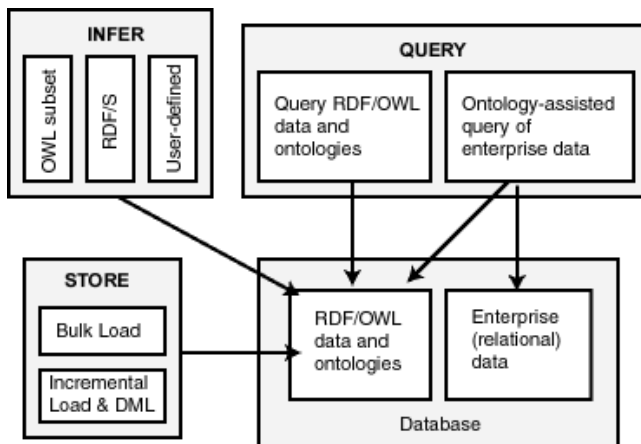 INFER
OWL subset
RDF/S
User-defined
QUERY
Query RDF/OWL
data and
ontologies
Ontology-assisted
query of
enterprise data
STORE
Bulk Load
Incremental
Load & DML
RDF/OWL
data and
ontologies
Enterprise
(relational)
data
Database